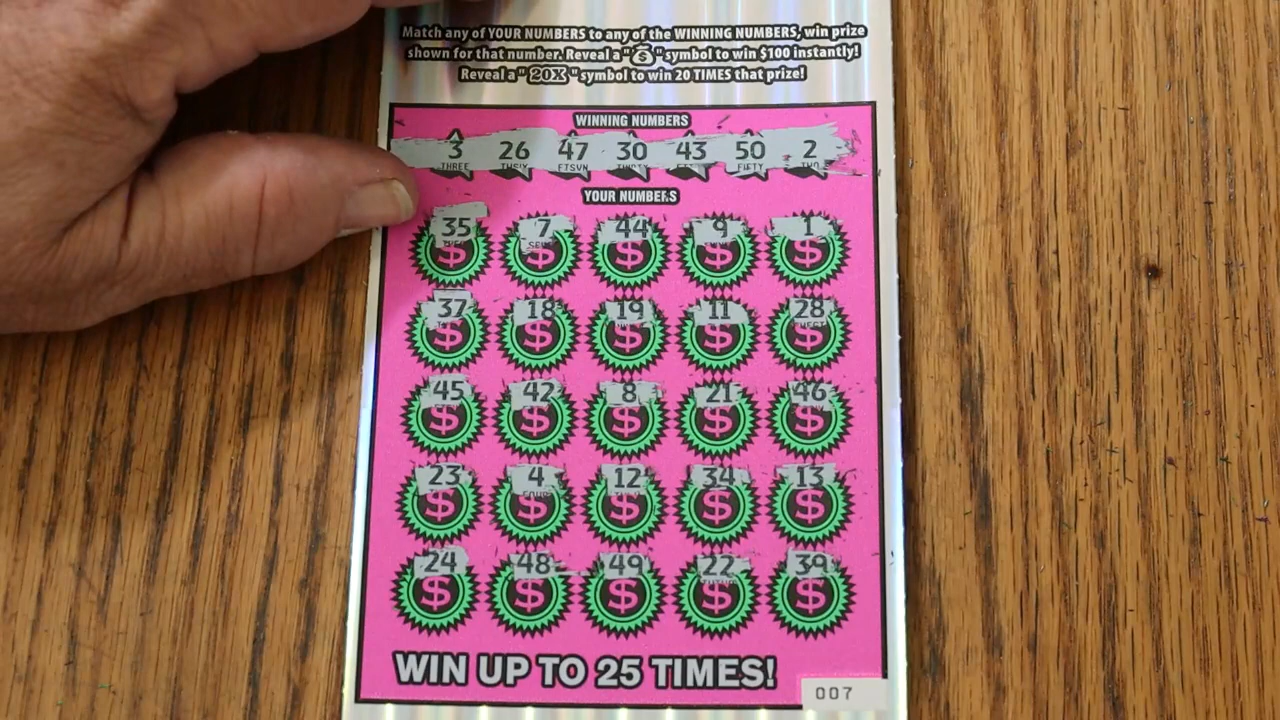 Match any of YOUR NUMBERS to any of the WINNING NUMBERS, win prize
shown for that number. Reveal a "$" symbol to win $100 instantly!
Reveal a "20X" symbol to win 20 TIMES that prize!
WINNING NUMBERS
3 26 47 30 43 50 2
THREE THSIX FTSVN THIRTY FIFTY TWO
YOUR NUMBERS
35 7 44 9 1
$ $ $ $ $
37 18 19 11 28
$ $ $ $ $
45 42 8 21 46
$ $ $ $ $
23 4 12 34 13
$ $ $ $ $
24 48 49 22 39
$ $ $ $ $
WIN UP TO 25 TIMES!
007